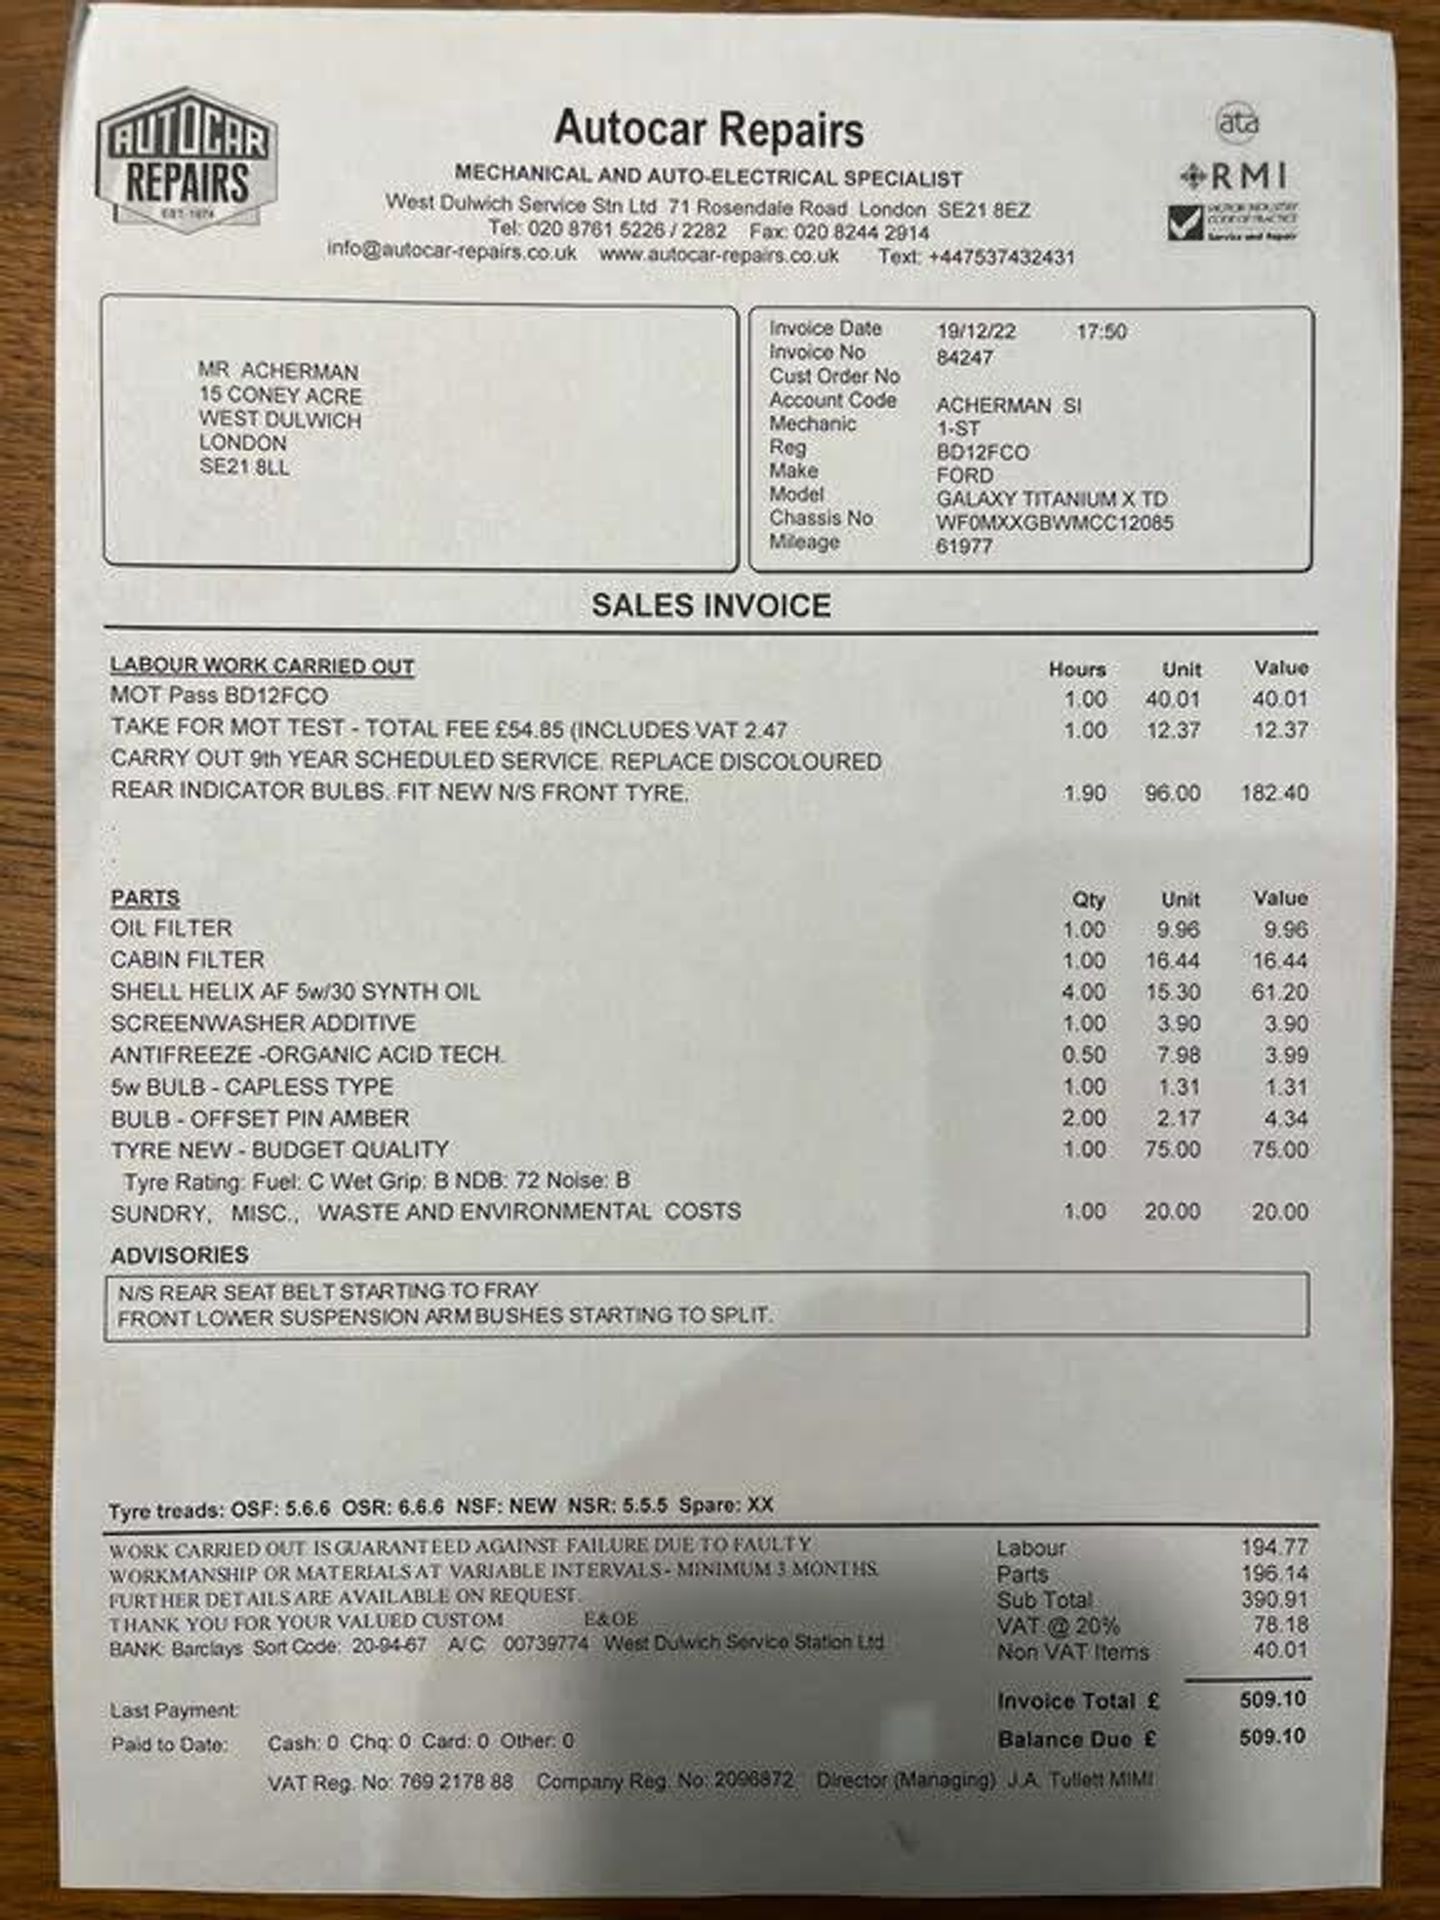 AUTOCAR
REPAIRS
EST. 1974
Autocar Repairs
MECHANICAL AND AUTO-ELECTRICAL SPECIALIST
West Dulwich Service Stn Ltd 71 Rosendale Road London SE21 8EZ
Tel: 020 8761 5226 / 2282 Fax: 020 8244 2914
info@autocar-repairs.co.uk www.autocar-repairs.co.uk Text: +447537432431
ata
RMI
MOTOR INDUSTRY
CODE OF PRACTICE
Service and Repair
MR ACHERMAN
15 CONEY ACRE
WEST DULWICH
LONDON
SE21 8LL
Invoice Date 19/12/22 17:50
Invoice No 84247
Cust Order No
Account Code ACHERMAN SI
Mechanic 1-ST
Reg BD12FCO
Make FORD
Model GALAXY TITANIUM X TD
Chassis No WF0MXXGBWMCC12085
Mileage 61977
SALES INVOICE
LABOUR WORK CARRIED OUT Hours Unit Value
MOT Pass BD12FCO 1.00 40.01 40.01
TAKE FOR MOT TEST - TOTAL FEE £54.85 (INCLUDES VAT 2.47 1.00 12.37 12.37
CARRY OUT 9th YEAR SCHEDULED SERVICE. REPLACE DISCOLOURED
REAR INDICATOR BULBS. FIT NEW N/S FRONT TYRE. 1.90 96.00 182.40
.
.
PARTS Qty Unit Value
OIL FILTER 1.00 9.96 9.96
CABIN FILTER 1.00 16.44 16.44
SHELL HELIX AF 5w/30 SYNTH OIL 4.00 15.30 61.20
SCREENWASHER ADDITIVE 1.00 3.90 3.90
ANTIFREEZE -ORGANIC ACID TECH. 0.50 7.98 3.99
5w BULB - CAPLESS TYPE 1.00 1.31 1.31
BULB - OFFSET PIN AMBER 2.00 2.17 4.34
TYRE NEW - BUDGET QUALITY 1.00 75.00 75.00
Tyre Rating: Fuel: C Wet Grip: B NDB: 72 Noise: B
SUNDRY, MISC., WASTE AND ENVIRONMENTAL COSTS 1.00 20.00 20.00
ADVISORIES
N/S REAR SEAT BELT STARTING TO FRAY
FRONT LOWER SUSPENSION ARM BUSHES STARTING TO SPLIT.
Tyre treads: OSF: 5.6.6 OSR: 6.6.6 NSF: NEW NSR: 5.5.5 Spare: XX
WORK CARRIED OUT IS GUARANTEED AGAINST FAILURE DUE TO FAULTY
WORKMANSHIP OR MATERIALS AT VARIABLE INTERVALS - MINIMUM 3 MONTHS.
FURTHER DETAILS ARE AVAILABLE ON REQUEST.
THANK YOU FOR YOUR VALUED CUSTOM E&OE
BANK: Barclays Sort Code: 20-94-67 A/C 00739774 West Dulwich Service Station Ltd
Labour 194.77
Parts 196.14
Sub Total 390.91
VAT @ 20% 78.18
Non VAT Items 40.01
Invoice Total £ 509.10
Balance Due £ 509.10
Last Payment:
Paid to Date: Cash: 0 Chq: 0 Card: 0 Other: 0
VAT Reg. No: 769 2178 88 Company Reg. No: 2096872 Director (Managing) J.A. Tullett MIMI